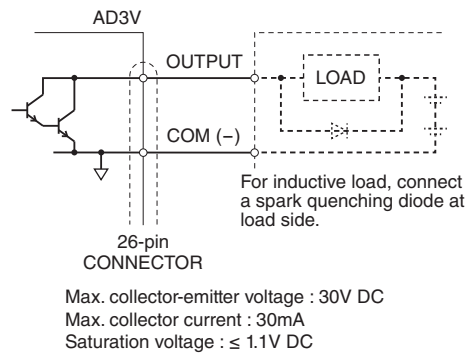 AD3V
OUTPUT
LOAD
COM (−)
For inductive load, connect
a spark quenching diode at
load side.
26-pin
CONNECTOR
Max. collector-emitter voltage : 30V DC
Max. collector current : 30mA
Saturation voltage : ≤ 1.1V DC